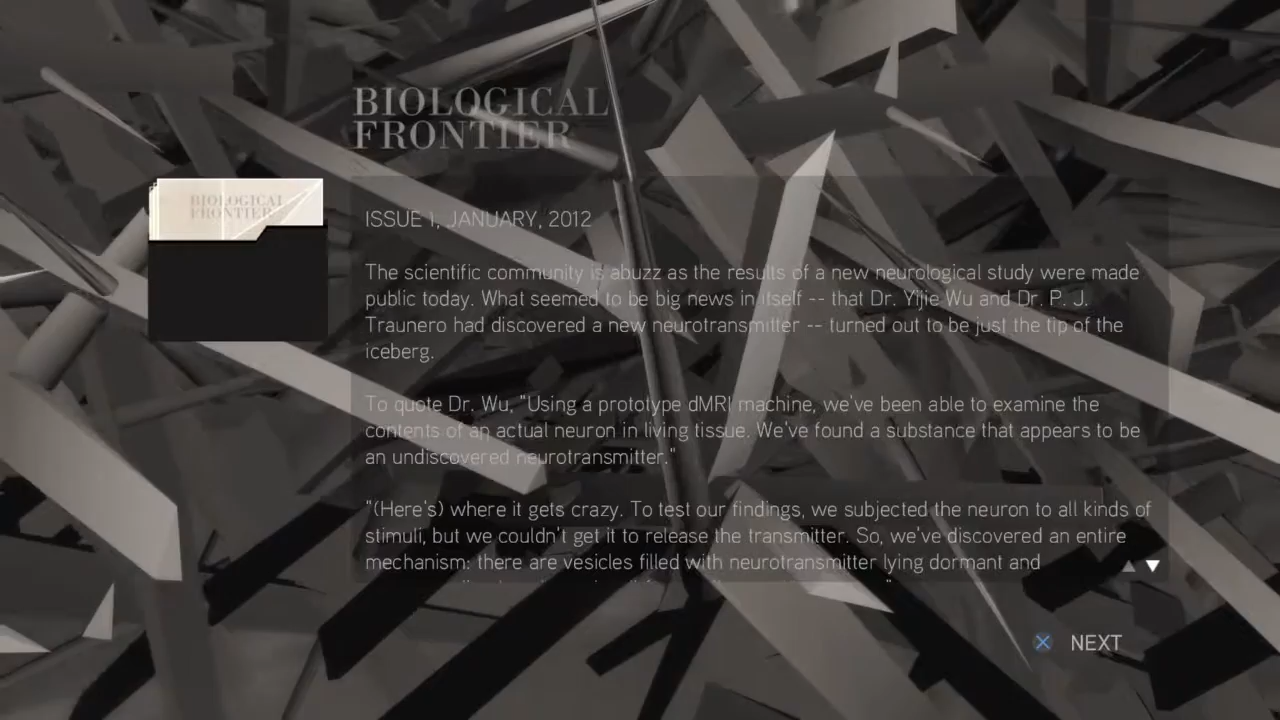 BIOLOGICAL
FRONTIER
BIOLOGICAL
FRONTIER
ISSUE 1, JANUARY, 2012
The scientific community is abuzz as the results of a new neurological study were made
public today. What seemed to be big news in itself -- that Dr. Yijie Wu and Dr. P. J.
Traunero had discovered a new neurotransmitter -- turned out to be just the tip of the
iceberg.
To quote Dr. Wu, "Using a prototype dMRI machine, we've been able to examine the
contents of an actual neuron in living tissue. We've found a substance that appears to be
an undiscovered neurotransmitter."
"(Here's) where it gets crazy. To test our findings, we subjected the neuron to all kinds of
stimuli, but we couldn't get it to release the transmitter. So, we've discovered an entire
mechanism: there are vesicles filled with neurotransmitter lying dormant and
NEXT